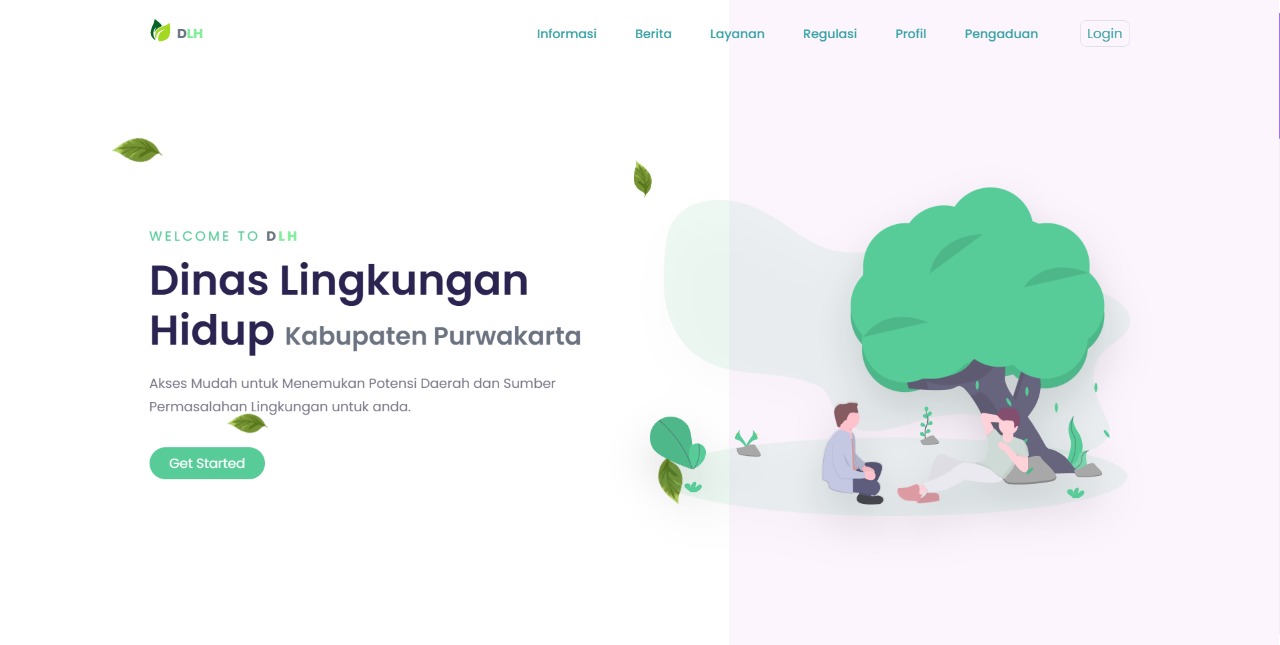 DLH
Informasi
Berita
Layanan
Regulasi
Profil
Pengaduan
Login
WELCOME TO DLH
Dinas Lingkungan
Hidup Kabupaten Purwakarta
Akses Mudah untuk Menemukan Potensi Daerah dan Sumber
Permasalahan Lingkungan untuk anda.
Get Started